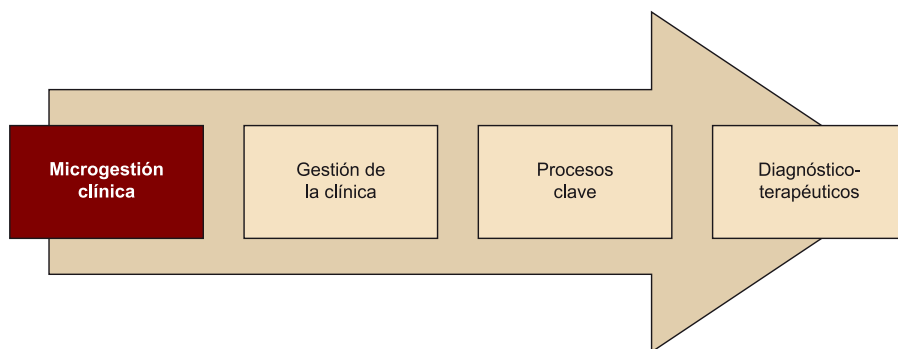 Microgestión
clínica
Gestión de
la clínica
Procesos
clave
Diagnóstico-
terapéuticos